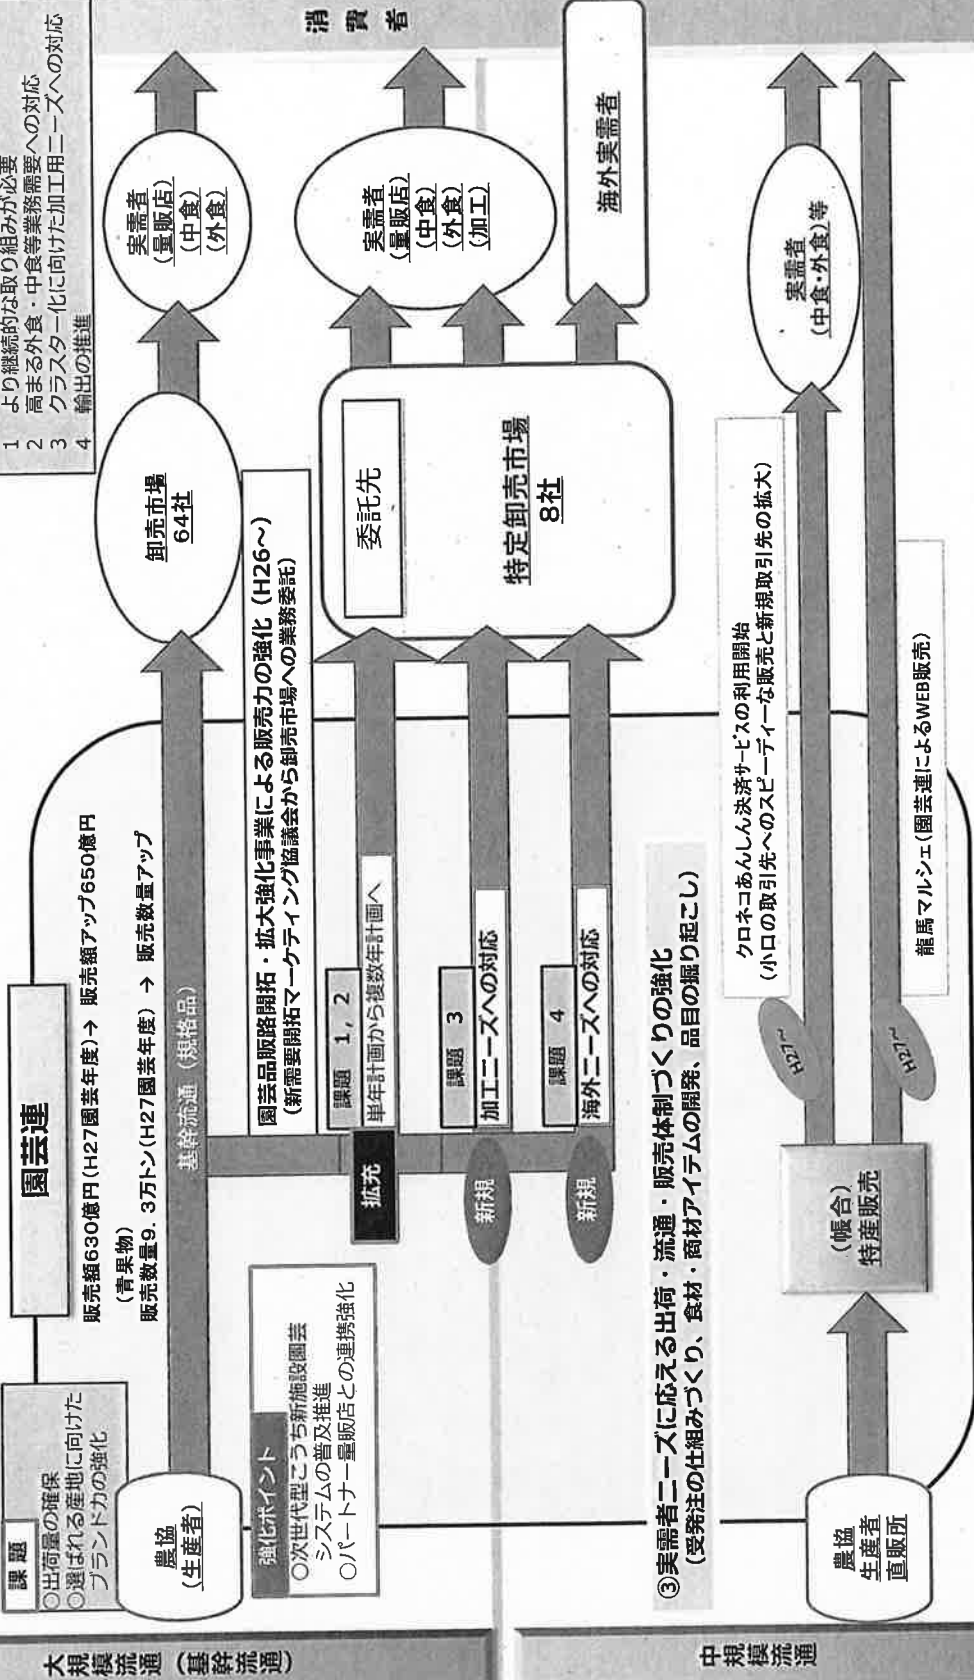 大規模流通(基幹流通)
課題
○出荷量の確保
○選ばれる産地に向けた
ブランド力の強化
園芸連
販売額630億円(H27園芸年度)→ 販売額アップ650億円
(青果物)
販売数量9.3万トン(H27園芸年度) → 販売数量アップ
1 より継続的な取り組みが必要
2 高まる外食・中食等業務需要への対応
3 クラスター化に向けた加工用ニーズへの対応
4 輸出の推進
農協
(生産者)
基幹流通(規格品)
卸売市場
64社
実需者
(量販店)
(中食)
(外食)
消費者
強化ポイント
○次世代型こうち新施設園芸
システムの普及推進
○パートナー量販店との連携強化
園芸品販路開拓・拡大強化事業による販売力の強化(H26~)
(新需要開拓マーケティング協議会から卸売市場への業務委託)
拡充
課題 1,2
単年計画から複数年計画へ
新規
課題 3
加工ニーズへの対応
新規
課題 4
海外ニーズへの対応
委託先
特定卸売市場
8社
実需者
(量販店)
(中食)
(外食)
(加工)
海外実需者
③実需者ニーズに応える出荷・流通・販売体制づくりの強化
(受発注の仕組みづくり、食材・商材アイテムの開発、品目の掘り起こし)
中規模流通
農協
生産者
直販所
(帳合)
特産販売
H27~
クロネコあんしん決済サービスの利用開始
(小口の取引先へのスピーディーな販売と新規取引先の拡大)
実需者
(中食・外食)等
H27~
龍馬マルシェ(園芸連によるWEB販売)